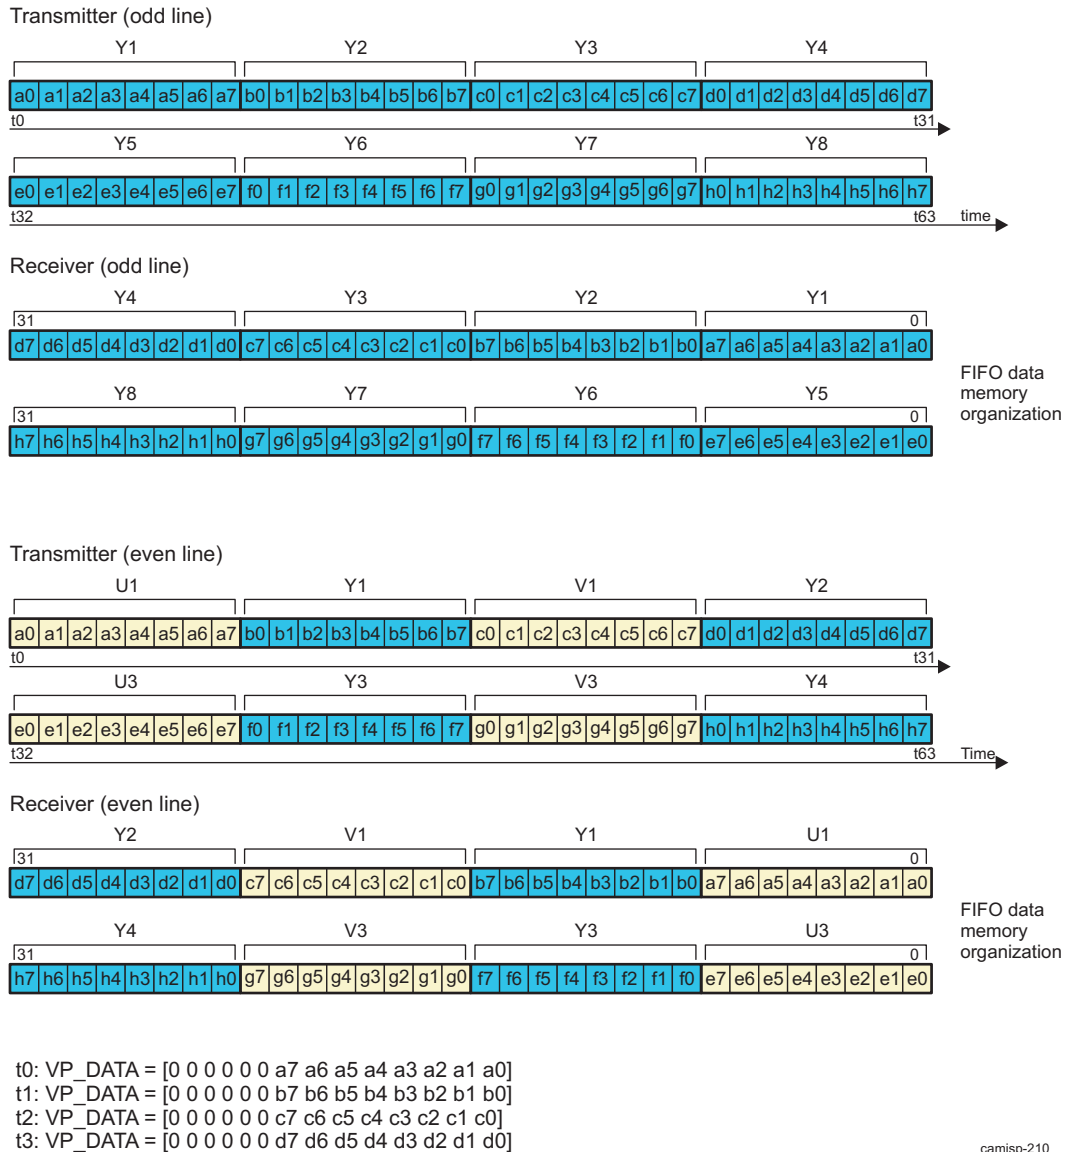 Transmitter (odd line)
Y1 Y2 Y3 Y4
a0 a1 a2 a3 a4 a5 a6 a7 b0 b1 b2 b3 b4 b5 b6 b7 c0 c1 c2 c3 c4 c5 c6 c7 d0 d1 d2 d3 d4 d5 d6 d7
t0 t31
Y5 Y6 Y7 Y8
e0 e1 e2 e3 e4 e5 e6 e7 f0 f1 f2 f3 f4 f5 f6 f7 g0 g1 g2 g3 g4 g5 g6 g7 h0 h1 h2 h3 h4 h5 h6 h7
t32 t63 time
Receiver (odd line)
Y4 Y3 Y2 Y1
31 0
d7 d6 d5 d4 d3 d2 d1 d0 c7 c6 c5 c4 c3 c2 c1 c0 b7 b6 b5 b4 b3 b2 b1 b0 a7 a6 a5 a4 a3 a2 a1 a0
FIFO data
memory
organization
Y8 Y7 Y6 Y5
31 0
h7 h6 h5 h4 h3 h2 h1 h0 g7 g6 g5 g4 g3 g2 g1 g0 f7 f6 f5 f4 f3 f2 f1 f0 e7 e6 e5 e4 e3 e2 e1 e0
Transmitter (even line)
U1 Y1 V1 Y2
a0 a1 a2 a3 a4 a5 a6 a7 b0 b1 b2 b3 b4 b5 b6 b7 c0 c1 c2 c3 c4 c5 c6 c7 d0 d1 d2 d3 d4 d5 d6 d7
t0 t31
U3 Y3 V3 Y4
e0 e1 e2 e3 e4 e5 e6 e7 f0 f1 f2 f3 f4 f5 f6 f7 g0 g1 g2 g3 g4 g5 g6 g7 h0 h1 h2 h3 h4 h5 h6 h7
t32 t63 Time
Receiver (even line)
Y2 V1 Y1 U1
31 0
d7 d6 d5 d4 d3 d2 d1 d0 c7 c6 c5 c4 c3 c2 c1 c0 b7 b6 b5 b4 b3 b2 b1 b0 a7 a6 a5 a4 a3 a2 a1 a0
FIFO data
memory
organization
Y4 V3 Y3 U3
31 0
h7 h6 h5 h4 h3 h2 h1 h0 g7 g6 g5 g4 g3 g2 g1 g0 f7 f6 f5 f4 f3 f2 f1 f0 e7 e6 e5 e4 e3 e2 e1 e0
t0: VP_DATA = [0 0 0 0 0 0 a7 a6 a5 a4 a3 a2 a1 a0]
t1: VP_DATA = [0 0 0 0 0 0 b7 b6 b5 b4 b3 b2 b1 b0]
t2: VP_DATA = [0 0 0 0 0 0 c7 c6 c5 c4 c3 c2 c1 c0]
t3: VP_DATA = [0 0 0 0 0 0 d7 d6 d5 d4 d3 d2 d1 d0]
camisp-210